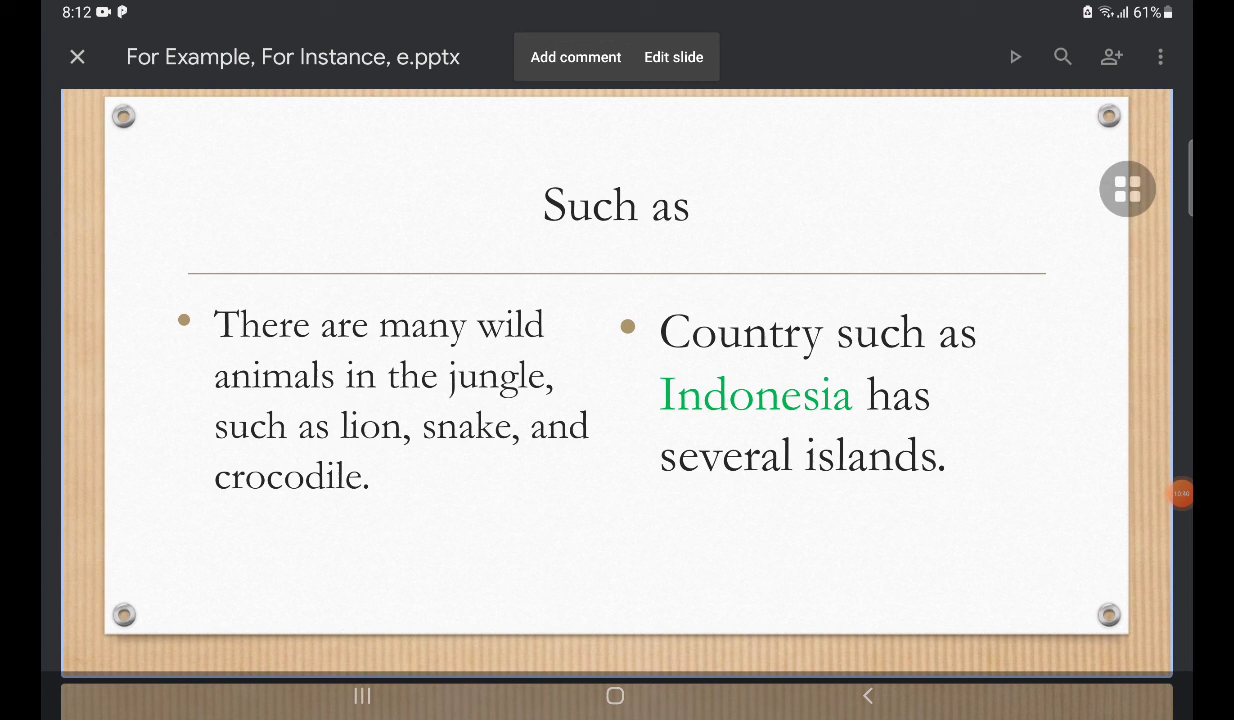 8:12
61%
For Example, For Instance, e.pptx
Add comment
Edit slide
Such as
There are many wild
animals in the jungle,
such as lion, snake, and
crocodile.
Country such as
Indonesia has
several islands.